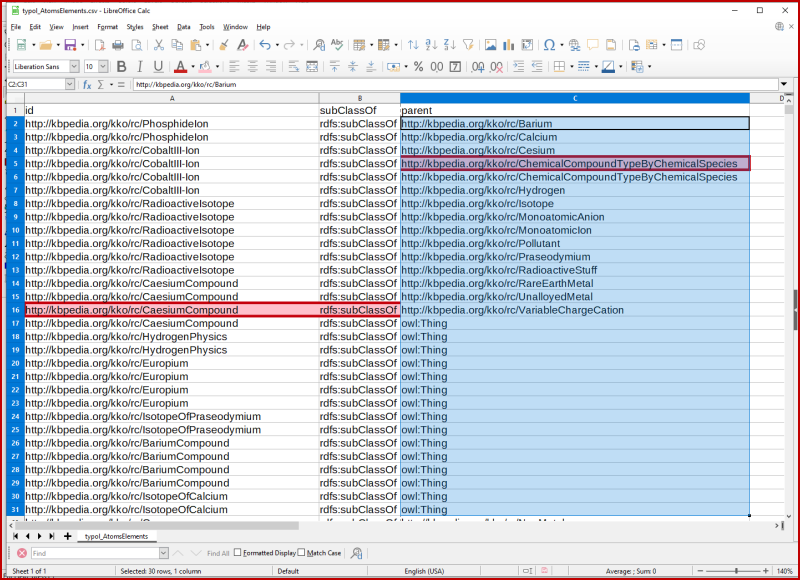 typol_AtomsElements.csv - LibreOffice Calc
File Edit View Insert Format Styles Sheet Data Tools Window Help
Liberation Sans 10
C2:C31 http://kbpedia.org/kko/rc/Barium
A B C D
1 id subClassOf parent
2 http://kbpedia.org/kko/rc/PhosphideIon rdfs:subClassOf http://kbpedia.org/kko/rc/Barium
3 http://kbpedia.org/kko/rc/PhosphideIon rdfs:subClassOf http://kbpedia.org/kko/rc/Calcium
4 http://kbpedia.org/kko/rc/CobaltIII-Ion rdfs:subClassOf http://kbpedia.org/kko/rc/Cesium
5 http://kbpedia.org/kko/rc/CobaltIII-Ion rdfs:subClassOf http://kbpedia.org/kko/rc/ChemicalCompoundTypeByChemicalSpecies
6 http://kbpedia.org/kko/rc/CobaltIII-Ion rdfs:subClassOf http://kbpedia.org/kko/rc/ChemicalCompoundTypeByChemicalSpecies
7 http://kbpedia.org/kko/rc/CobaltIII-Ion rdfs:subClassOf http://kbpedia.org/kko/rc/Hydrogen
8 http://kbpedia.org/kko/rc/RadioactiveIsotope rdfs:subClassOf http://kbpedia.org/kko/rc/Isotope
9 http://kbpedia.org/kko/rc/RadioactiveIsotope rdfs:subClassOf http://kbpedia.org/kko/rc/MonoatomicAnion
10 http://kbpedia.org/kko/rc/RadioactiveIsotope rdfs:subClassOf http://kbpedia.org/kko/rc/MonoatomicIon
11 http://kbpedia.org/kko/rc/RadioactiveIsotope rdfs:subClassOf http://kbpedia.org/kko/rc/Pollutant
12 http://kbpedia.org/kko/rc/RadioactiveIsotope rdfs:subClassOf http://kbpedia.org/kko/rc/Praseodymium
13 http://kbpedia.org/kko/rc/RadioactiveIsotope rdfs:subClassOf http://kbpedia.org/kko/rc/RadioactiveStuff
14 http://kbpedia.org/kko/rc/CaesiumCompound rdfs:subClassOf http://kbpedia.org/kko/rc/RareEarthMetal
15 http://kbpedia.org/kko/rc/CaesiumCompound rdfs:subClassOf http://kbpedia.org/kko/rc/UnalloyedMetal
16 http://kbpedia.org/kko/rc/CaesiumCompound rdfs:subClassOf http://kbpedia.org/kko/rc/VariableChargeCation
17 http://kbpedia.org/kko/rc/CaesiumCompound rdfs:subClassOf owl:Thing
18 http://kbpedia.org/kko/rc/HydrogenPhysics rdfs:subClassOf owl:Thing
19 http://kbpedia.org/kko/rc/HydrogenPhysics rdfs:subClassOf owl:Thing
20 http://kbpedia.org/kko/rc/Europium rdfs:subClassOf owl:Thing
21 http://kbpedia.org/kko/rc/Europium rdfs:subClassOf owl:Thing
22 http://kbpedia.org/kko/rc/Europium rdfs:subClassOf owl:Thing
23 http://kbpedia.org/kko/rc/Europium rdfs:subClassOf owl:Thing
24 http://kbpedia.org/kko/rc/IsotopeOfPraseodymium rdfs:subClassOf owl:Thing
25 http://kbpedia.org/kko/rc/IsotopeOfPraseodymium rdfs:subClassOf owl:Thing
26 http://kbpedia.org/kko/rc/BariumCompound rdfs:subClassOf owl:Thing
27 http://kbpedia.org/kko/rc/BariumCompound rdfs:subClassOf owl:Thing
28 http://kbpedia.org/kko/rc/BariumCompound rdfs:subClassOf owl:Thing
29 http://kbpedia.org/kko/rc/BariumCompound rdfs:subClassOf owl:Thing
30 http://kbpedia.org/kko/rc/IsotopeOfCalcium rdfs:subClassOf owl:Thing
31 http://kbpedia.org/kko/rc/IsotopeOfCalcium rdfs:subClassOf owl:Thing
typol_AtomsElements
Find Find All Formatted Display Match Case
Sheet 1 of 1 Selected: 30 rows, 1 column Default English (USA) Average: ; Sum: 0 140%